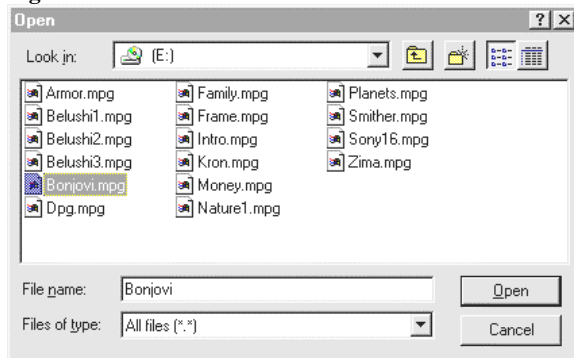 Open
Look in: (E:)
Armor.mpg Family.mpg Planets.mpg
Belushi1.mpg Frame.mpg Smither.mpg
Belushi2.mpg Intro.mpg Sony16.mpg
Belushi3.mpg Kron.mpg Zima.mpg
Bonjovi.mpg Money.mpg
Dpg.mpg Nature1.mpg
File name: Bonjovi Open
Files of type: All files (*.*) Cancel